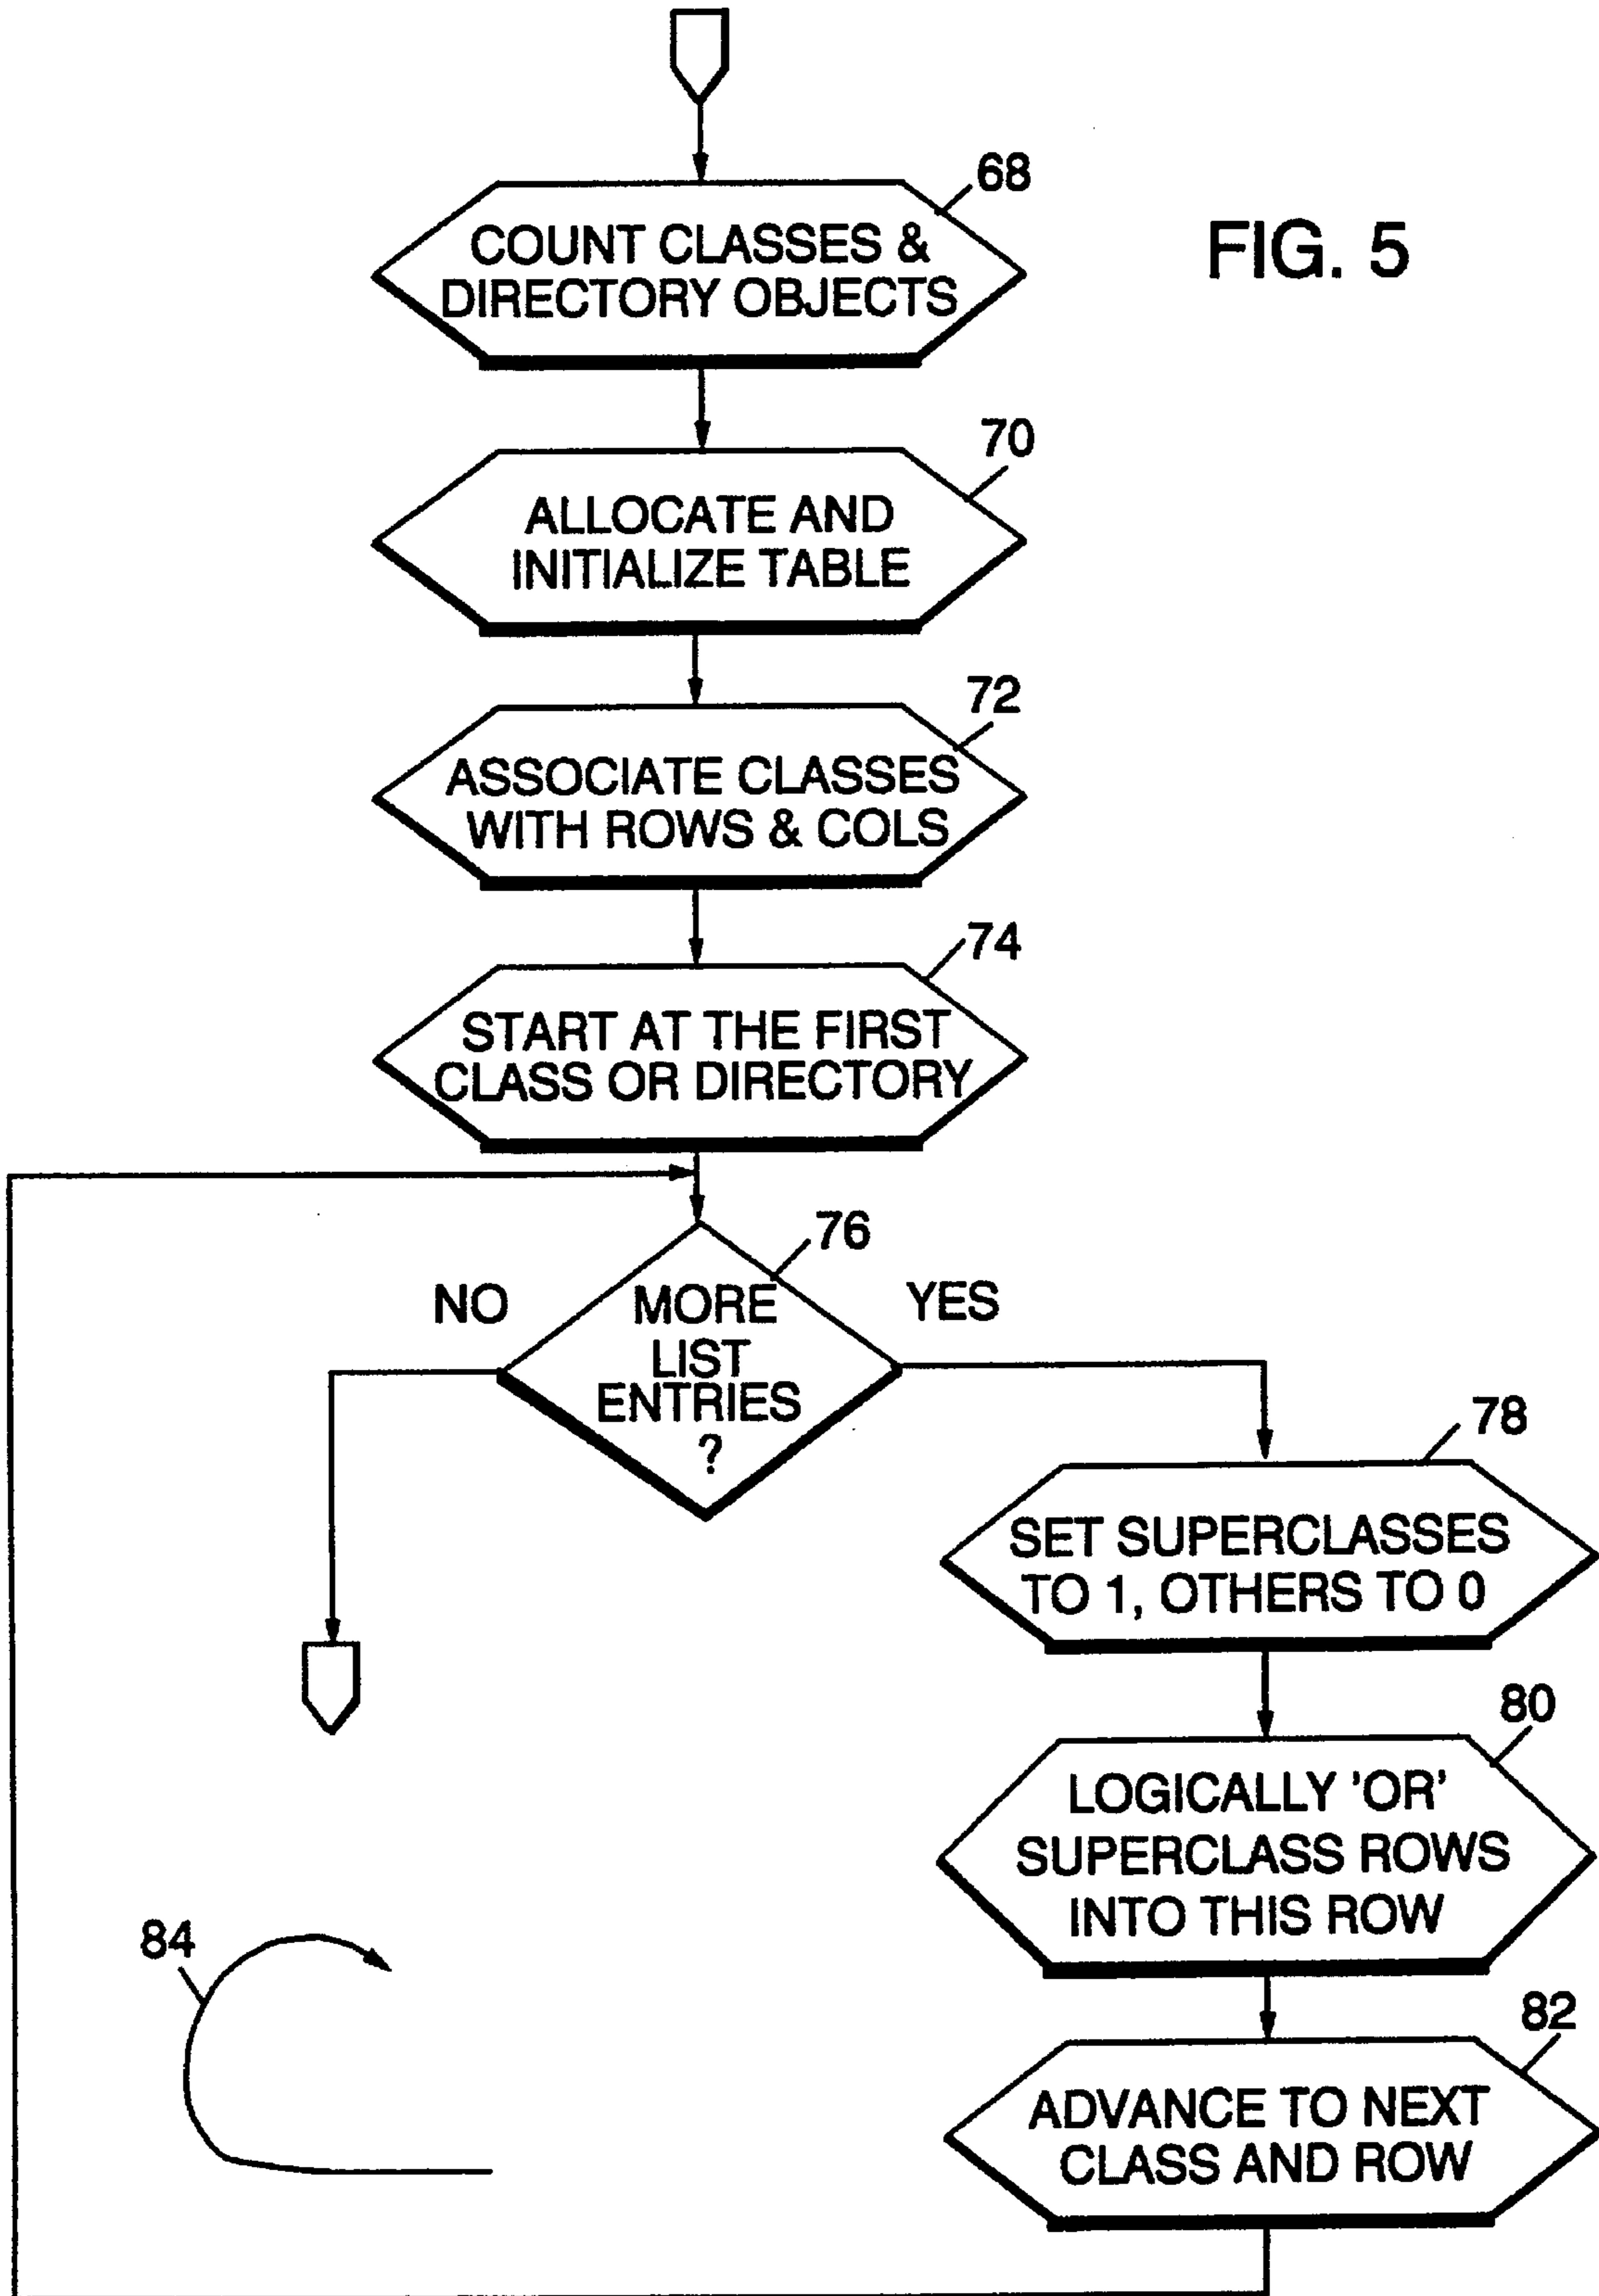 68
COUNT CLASSES &
DIRECTORY OBJECTS
FIG. 5
70
ALLOCATE AND
INITIALIZE TABLE
72
ASSOCIATE CLASSES
WITH ROWS & COLS
74
START AT THE FIRST
CLASS OR DIRECTORY
76
NO
MORE
LIST
ENTRIES
?
YES
78
SET SUPERCLASSES
TO 1, OTHERS TO 0
80
LOGICALLY 'OR'
SUPERCLASS ROWS
INTO THIS ROW
84
82
ADVANCE TO NEXT
CLASS AND ROW